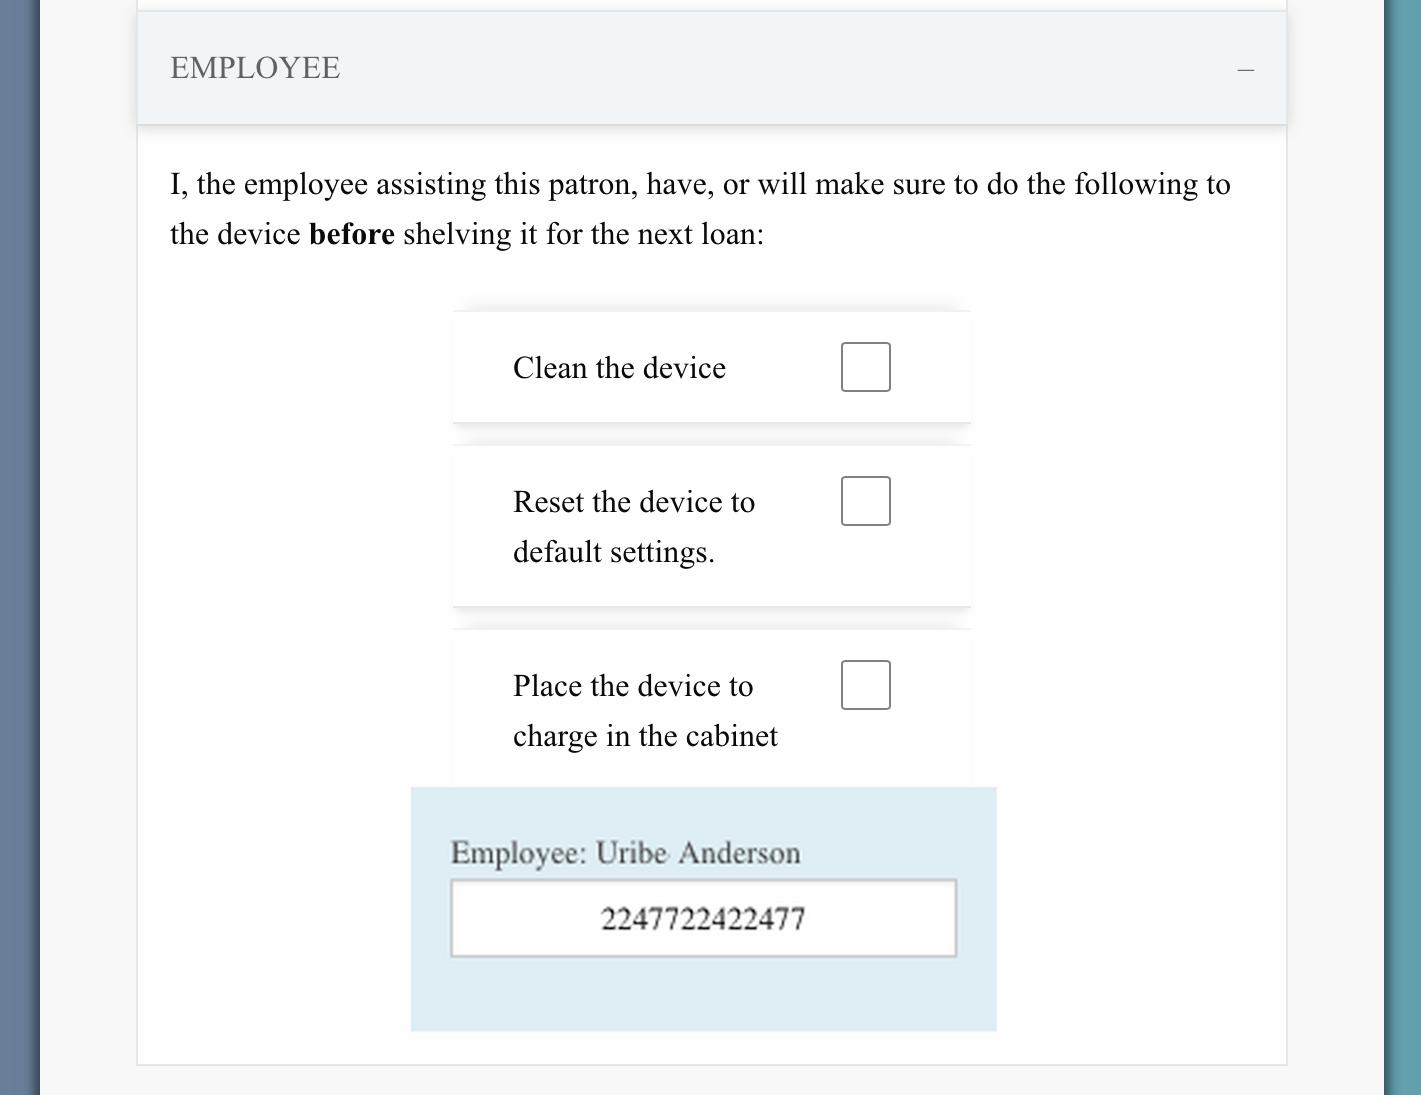 EMPLOYEE
I, the employee assisting this patron, have, or will make sure to do the following to
the device before shelving it for the next loan:
Clean the device
Reset the device to
default settings.
Place the device to
charge in the cabinet
Employee: Uribe Anderson
2247722422477